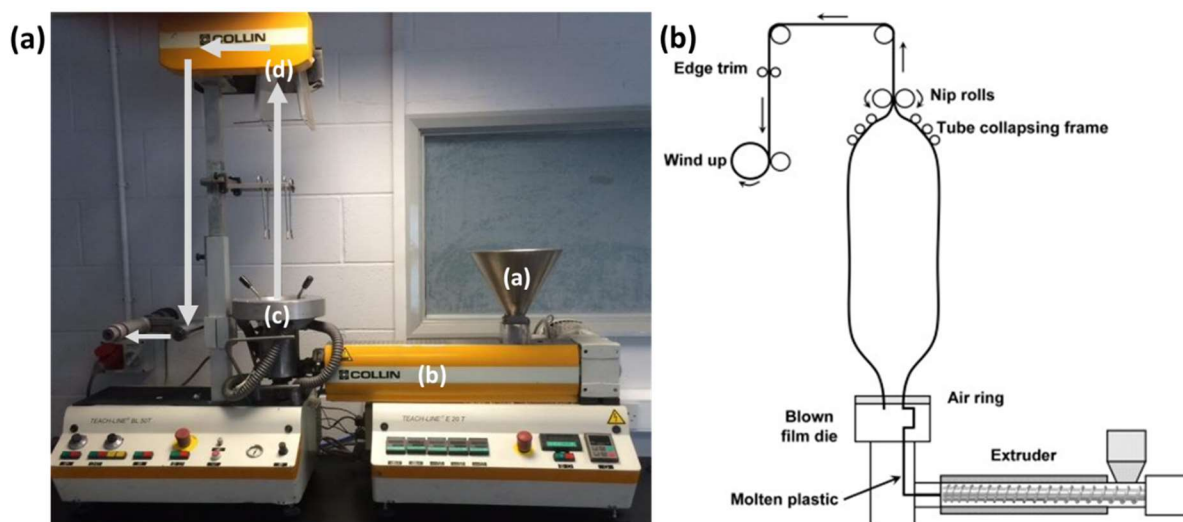 (a)
COLLIN
(d)
(a)
(c)
(b)
COLLIN
TEACH-LINE® BL 50T
TEACH-LINE® E 20 T
(b)
Edge trim
Nip rolls
Tube collapsing frame
Wind up
Air ring
Blown
film die
Extruder
Molten plastic